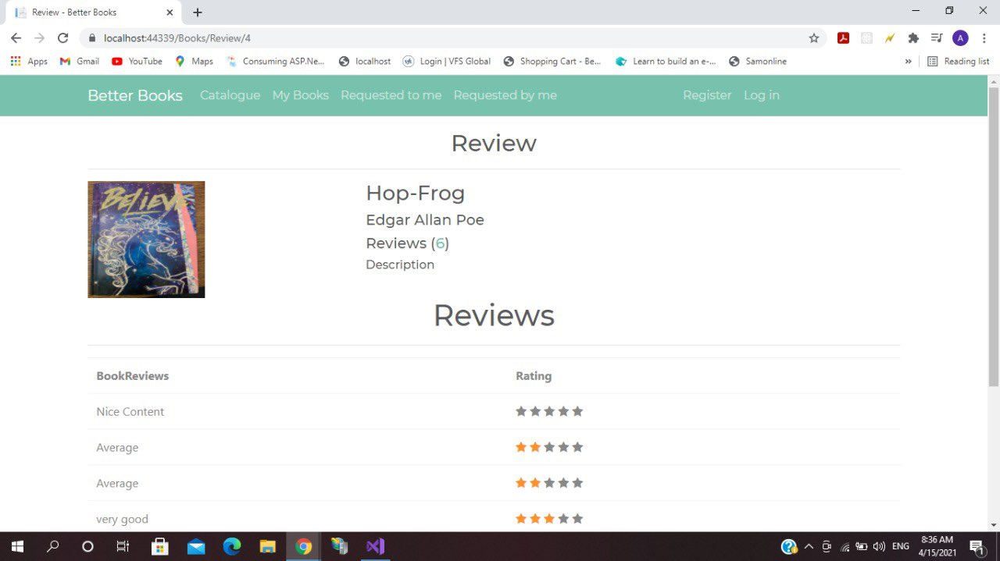 Review - Better Books
localhost:44339/Books/Review/4
A
Apps Gmail YouTube Maps Consuming ASP.Ne... localhost Login | VFS Global Shopping Cart - Be... Learn to build an e-... Samonline » Reading list
Better Books Catalogue My Books Requested to me Requested by me Register Log in
Review
BELIEVE
Hop-Frog
Edgar Allan Poe
Reviews (6)
Description
Reviews
BookReviews Rating
Nice Content
Average
Average
very good
ENG
8:36 AM
4/15/2021
1